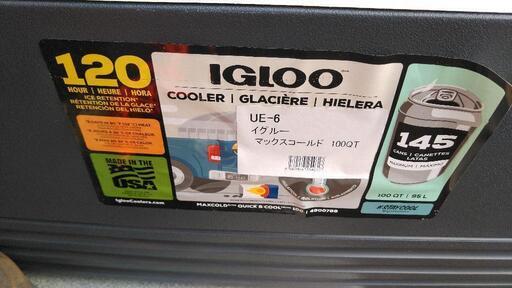 120
HOUR | HEURE | HORA
ICE RETENTION
RÉTENTION DE LA GLACE
RETENCIÓN DEL HIELO
MADE IN THE
USA
IglooCoolers.com
IGLOO
COOLER | GLACIÈRE | HIELERA
UE-6
イグルー
マックスコールド 100QT
MAXCOLD
QUICK & COOL
145
CANS | CANETTES
LATAS
MAXIMUM
100 QT | 95 L
#STAYCOOL